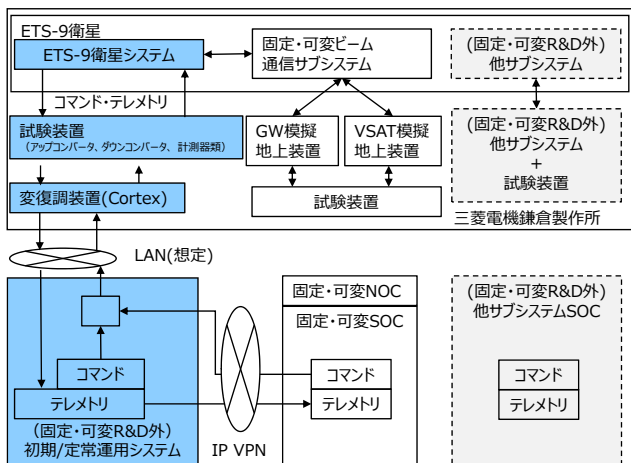 ETS-9衛星
ETS-9衛星システム
固定・可変ビーム
通信サブシステム
(固定・可変R&D外)
他サブシステム
コマンド・テレメトリ
試験装置
(アップコンバータ、ダウンコンバータ、計測器類)
GW模擬
地上装置
VSAT模擬
地上装置
(固定・可変R&D外)
他サブシステム
+
試験装置
変復調装置(Cortex)
試験装置
三菱電機鎌倉製作所
LAN(想定)
固定・可変NOC
固定・可変SOC
(固定・可変R&D外)
他サブシステムSOC
コマンド
テレメトリ
コマンド
テレメトリ
コマンド
テレメトリ
(固定・可変R&D外)
初期/定常運用システム
IP VPN